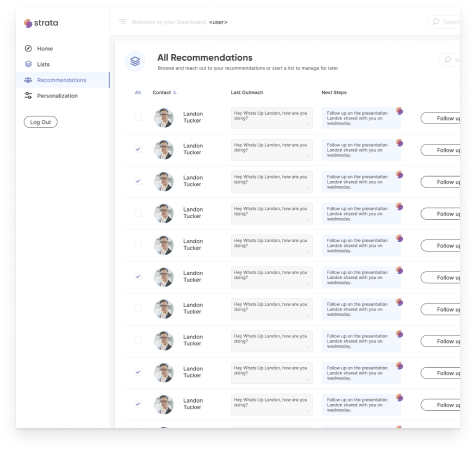 strata
Welcome to your Dashboard, <user>
Search
Home
Lists
Recommendations
Personalization
Log Out
All Recommendations
Browse and reach out to your recommendations or start a list to manage for later
All
Contact
Last Outreach
Next Steps
Landon
Tucker
Hey Whats Up Landon, how are you
doing?
Follow up on the presentation
Landon shared with you on
wednesday.
Follow up
Landon
Tucker
Hey Whats Up Landon, how are you
doing?
Follow up on the presentation
Landon shared with you on
wednesday.
Follow up
Landon
Tucker
Hey Whats Up Landon, how are you
doing?
Follow up on the presentation
Landon shared with you on
wednesday.
Follow up
Landon
Tucker
Hey Whats Up Landon, how are you
doing?
Follow up on the presentation
Landon shared with you on
wednesday.
Follow up
Landon
Tucker
Hey Whats Up Landon, how are you
doing?
Follow up on the presentation
Landon shared with you on
wednesday.
Follow up
Landon
Tucker
Hey Whats Up Landon, how are you
doing?
Follow up on the presentation
Landon shared with you on
wednesday.
Follow up
Landon
Tucker
Hey Whats Up Landon, how are you
doing?
Follow up on the presentation
Landon shared with you on
wednesday.
Follow up
Landon
Tucker
Hey Whats Up Landon, how are you
doing?
Follow up on the presentation
Landon shared with you on
wednesday.
Follow up
Landon
Tucker
Hey Whats Up Landon, how are you
doing?
Follow up on the presentation
Landon shared with you on
wednesday.
Follow up
Landon
Tucker
Hey Whats Up Landon, how are you
doing?
Follow up on the presentation
Landon shared with you on
wednesday.
Follow up